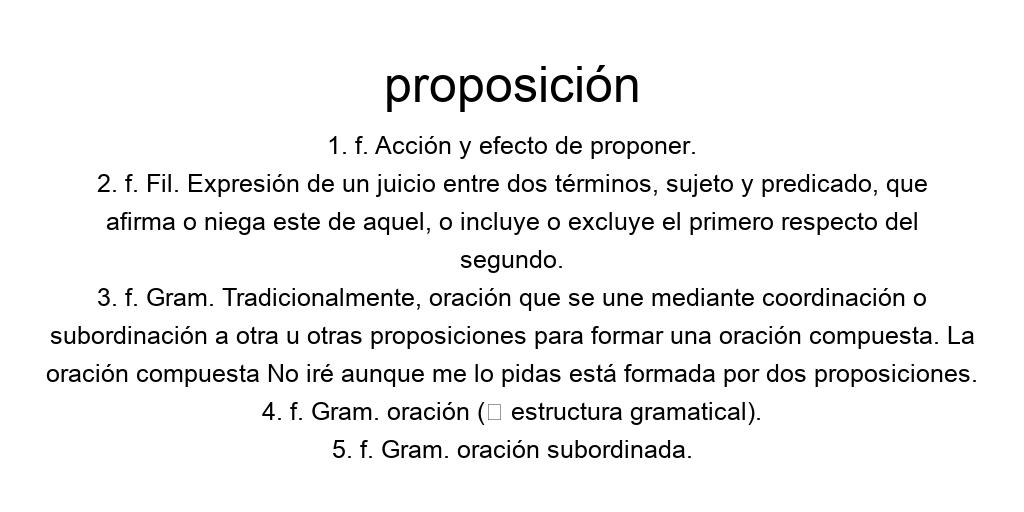 proposición
1. f. Acción y efecto de proponer.
2. f. Fil. Expresión de un juicio entre dos términos, sujeto y predicado, que
afirma o niega este de aquel, o incluye o excluye el primero respecto del
segundo.
3. f. Gram. Tradicionalmente, oración que se une mediante coordinación o
subordinación a otra u otras proposiciones para formar una oración compuesta. La
oración compuesta No iré aunque me lo pidas está formada por dos proposiciones.
4. f. Gram. oración (▯ estructura gramatical).
5. f. Gram. oración subordinada.